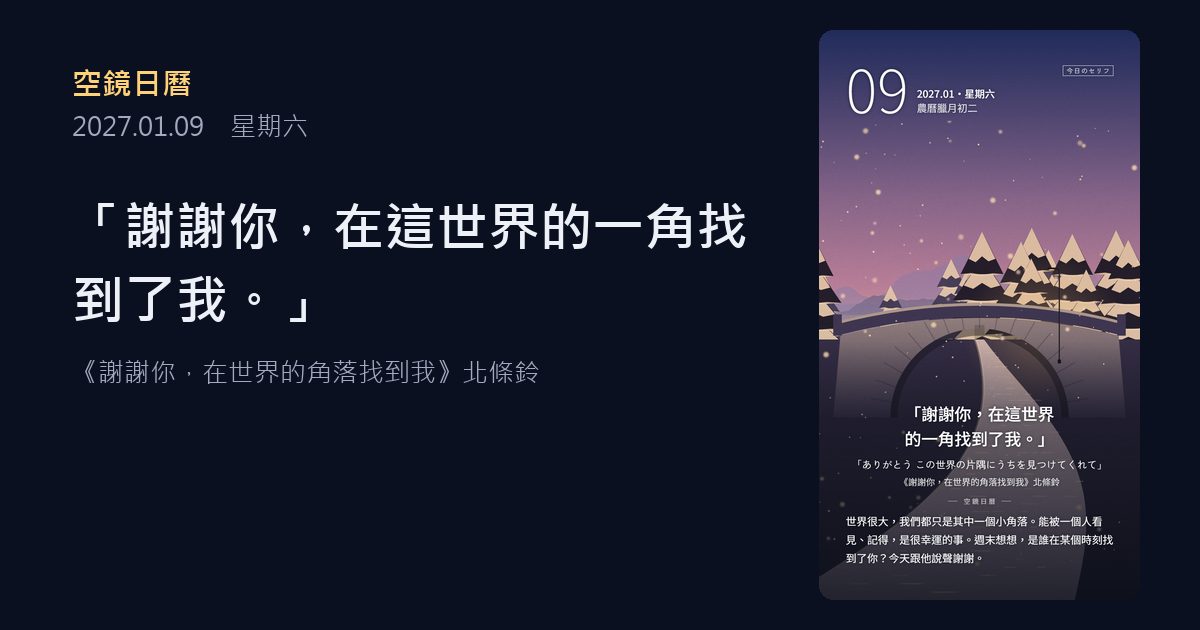 空鏡日曆
2027.01.09 星期六
「謝謝你，在這世界的一角找
到了我。」
《謝謝你，在世界的角落找到我》北條鈴
今日のセリフ
09
2027.01・星期六
農曆臘月初二
「謝謝你，在這世界
的一角找到了我。」
「ありがとう この世界の片隅にうちを見つけてくれて」
《謝謝你，在世界的角落找到我》北條鈴
空鏡日曆
世界很大，我們都只是其中一個小角落。能被一個人看
見、記得，是很幸運的事。週末想想，是誰在某個時刻找
到了你？今天跟他說聲謝謝。